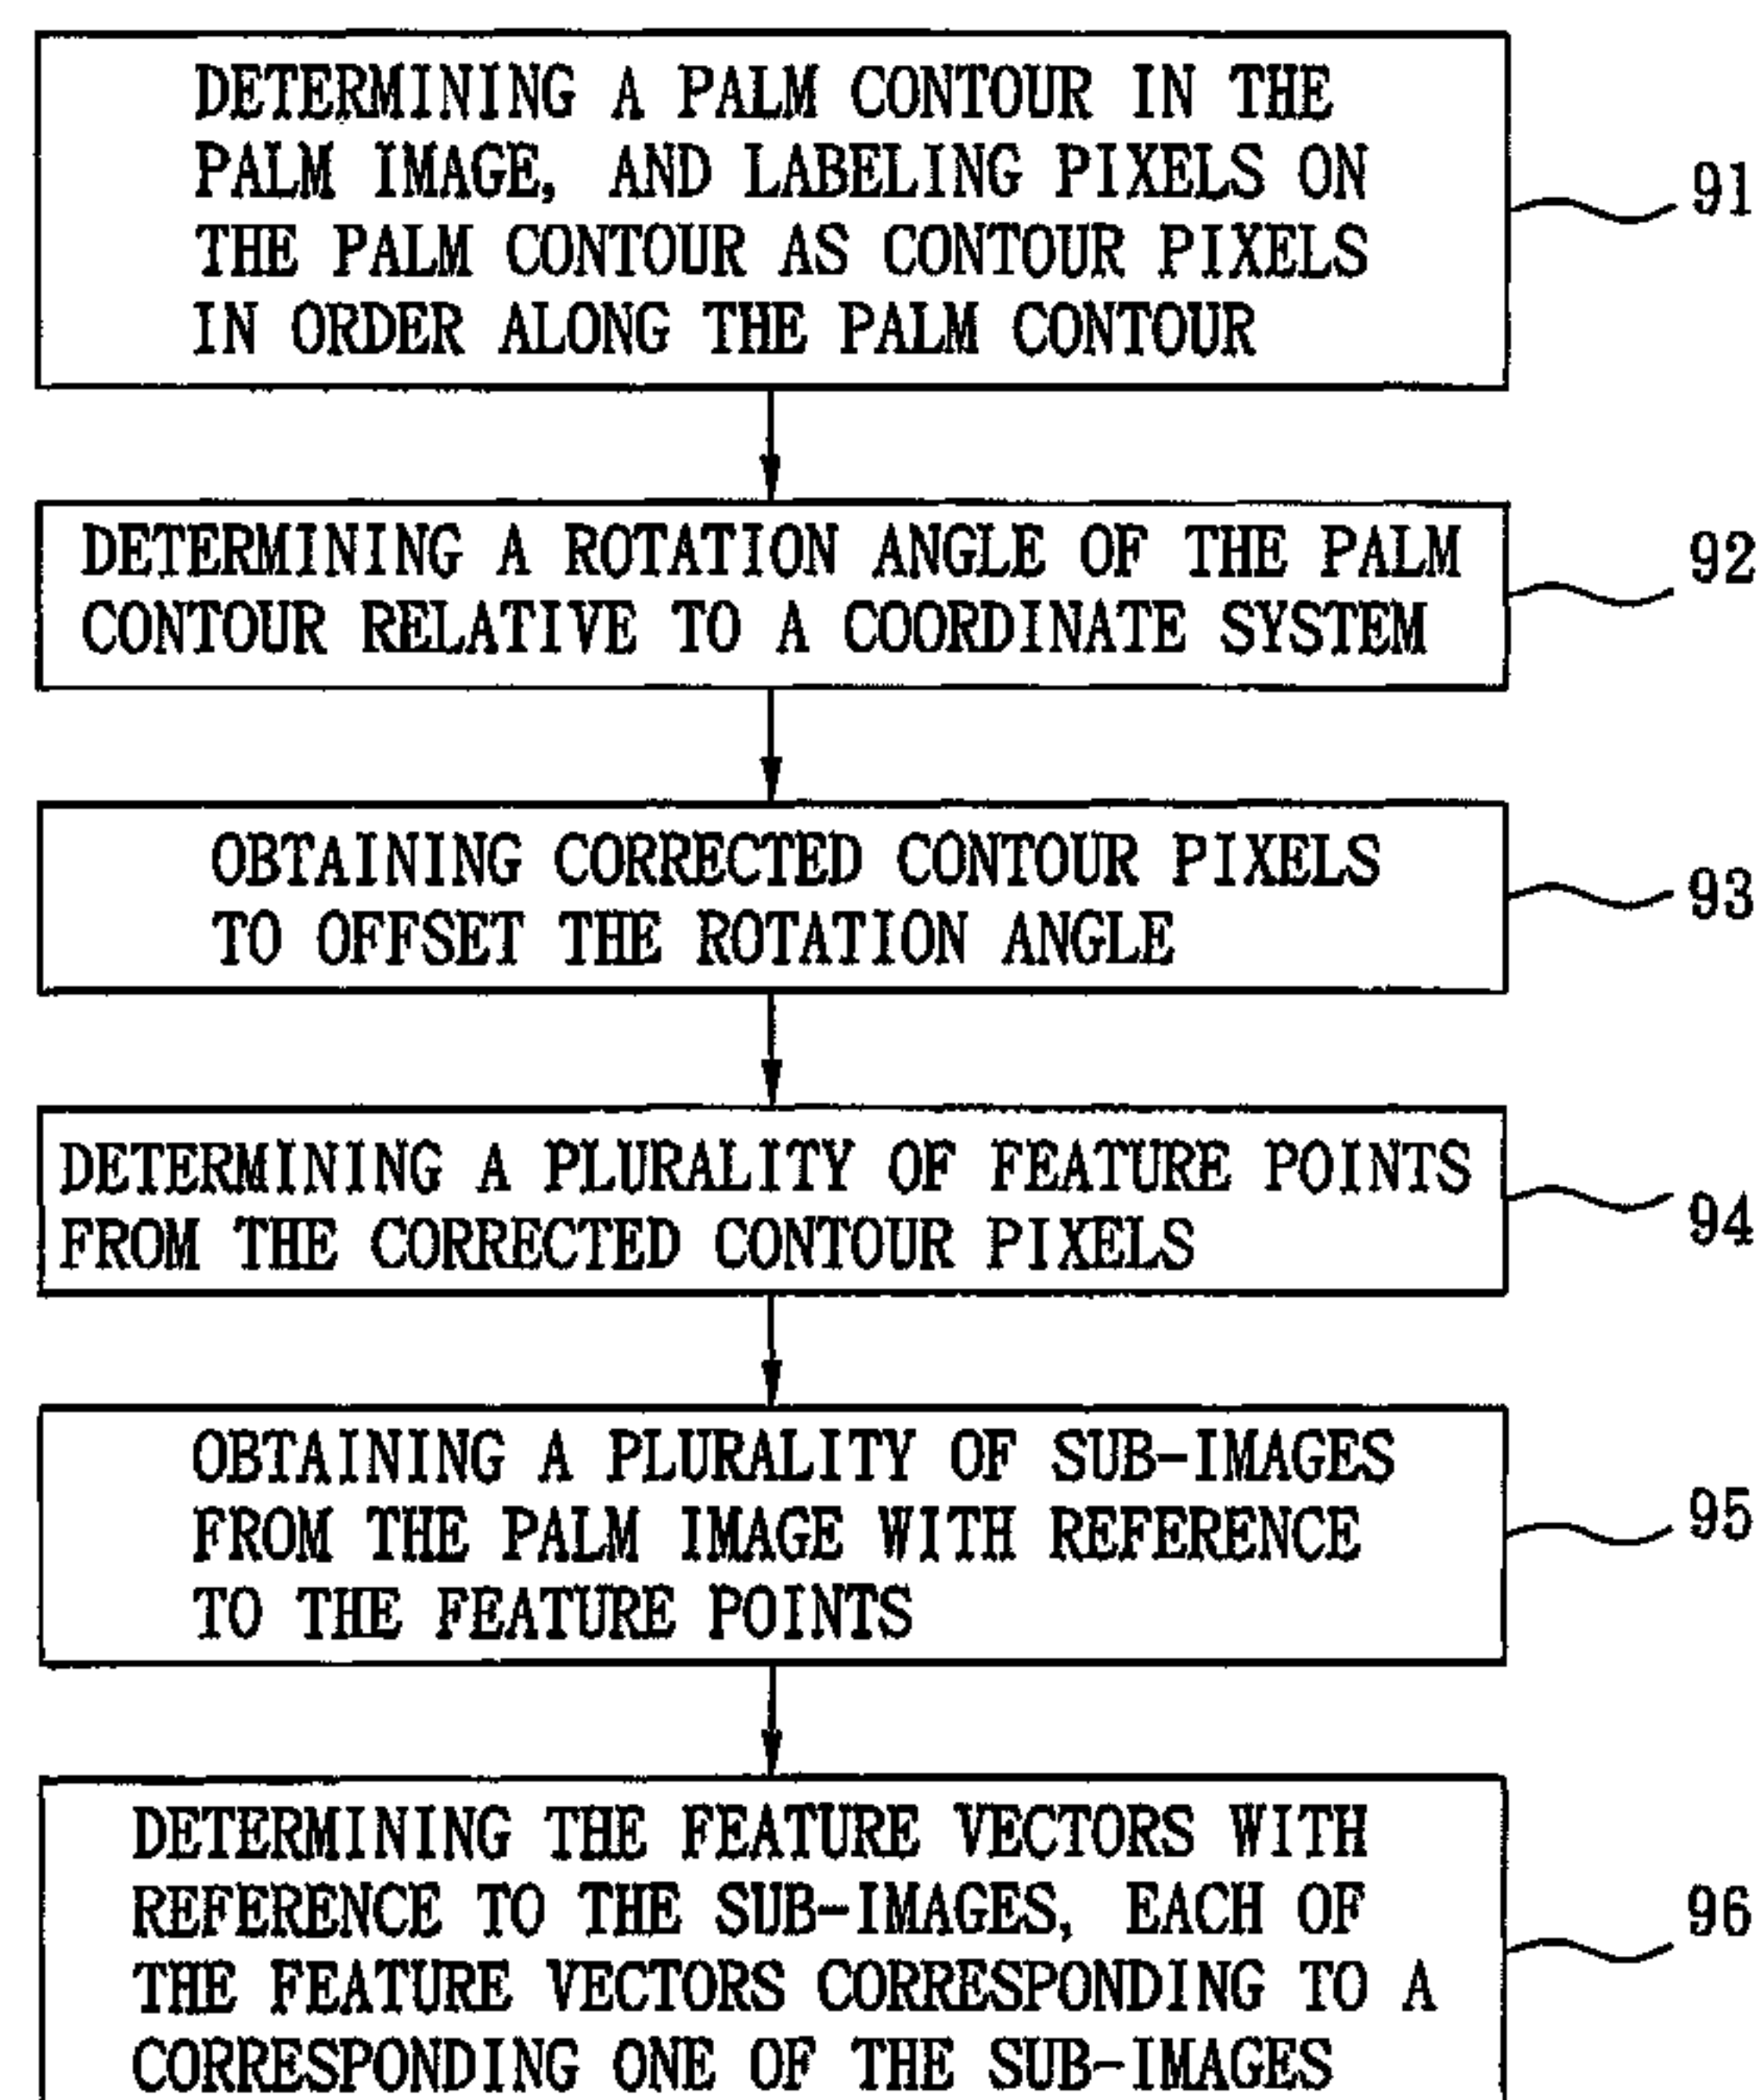 DETERMINING A PALM CONTOUR IN THE
PALM IMAGE, AND LABELING PIXELS ON
THE PALM CONTOUR AS CONTOUR PIXELS
IN ORDER ALONG THE PALM CONTOUR
91
DETERMINING A ROTATION ANGLE OF THE PALM
CONTOUR RELATIVE TO A COORDINATE SYSTEM
92
OBTAINING CORRECTED CONTOUR PIXELS
TO OFFSET THE ROTATION ANGLE
93
DETERMINING A PLURALITY OF FEATURE POINTS
FROM THE CORRECTED CONTOUR PIXELS
94
OBTAINING A PLURALITY OF SUB-IMAGES
FROM THE PALM IMAGE WITH REFERENCE
TO THE FEATURE POINTS
95
DETERMINING THE FEATURE VECTORS WITH
REFERENCE TO THE SUB-IMAGES, EACH OF
THE FEATURE VECTORS CORRESPONDING TO A
CORRESPONDING ONE OF THE SUB-IMAGES
96